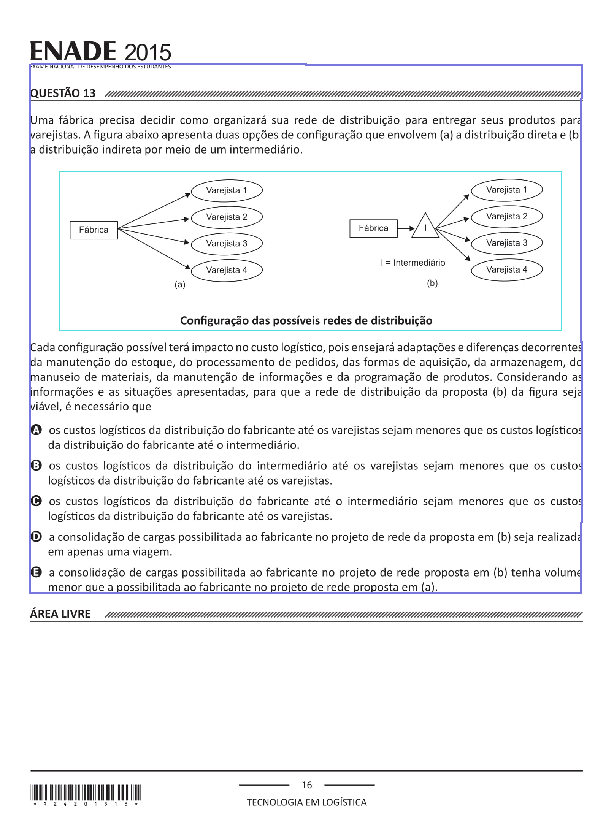 ENADE 2015
EXAME NACIONAL DE DESEMPENHO DOS ESTUDANTES
QUESTÃO 13
Uma fábrica precisa decidir como organizará sua rede de distribuição para entregar seus produtos para
varejistas. A figura abaixo apresenta duas opções de configuração que envolvem (a) a distribuição direta e (b)
a distribuição indireta por meio de um intermediário.
Fábrica
Varejista 1
Varejista 2
Varejista 3
Varejista 4
(a)
Fábrica
I
Varejista 1
Varejista 2
Varejista 3
Varejista 4
I = Intermediário
(b)
Configuração das possíveis redes de distribuição
Cada configuração possível terá impacto no custo logístico, pois ensejará adaptações e diferenças decorrentes
da manutenção do estoque, do processamento de pedidos, das formas de aquisição, da armazenagem, do
manuseio de materiais, da manutenção de informações e da programação de produtos. Considerando as
informações e as situações apresentadas, para que a rede de distribuição da proposta (b) da figura seja
viável, é necessário que
A os custos logísticos da distribuição do fabricante até os varejistas sejam menores que os custos logísticos
da distribuição do fabricante até o intermediário.
B os custos logísticos da distribuição do intermediário até os varejistas sejam menores que os custos
logísticos da distribuição do fabricante até os varejistas.
C os custos logísticos da distribuição do fabricante até o intermediário sejam menores que os custos
logísticos da distribuição do fabricante até os varejistas.
D a consolidação de cargas possibilitada ao fabricante no projeto de rede da proposta em (b) seja realizada
em apenas uma viagem.
E a consolidação de cargas possibilitada ao fabricante no projeto de rede proposta em (b) tenha volume
menor que a possibilitada ao fabricante no projeto de rede proposta em (a).
ÁREA LIVRE
16
TECNOLOGIA EM LOGÍSTICA